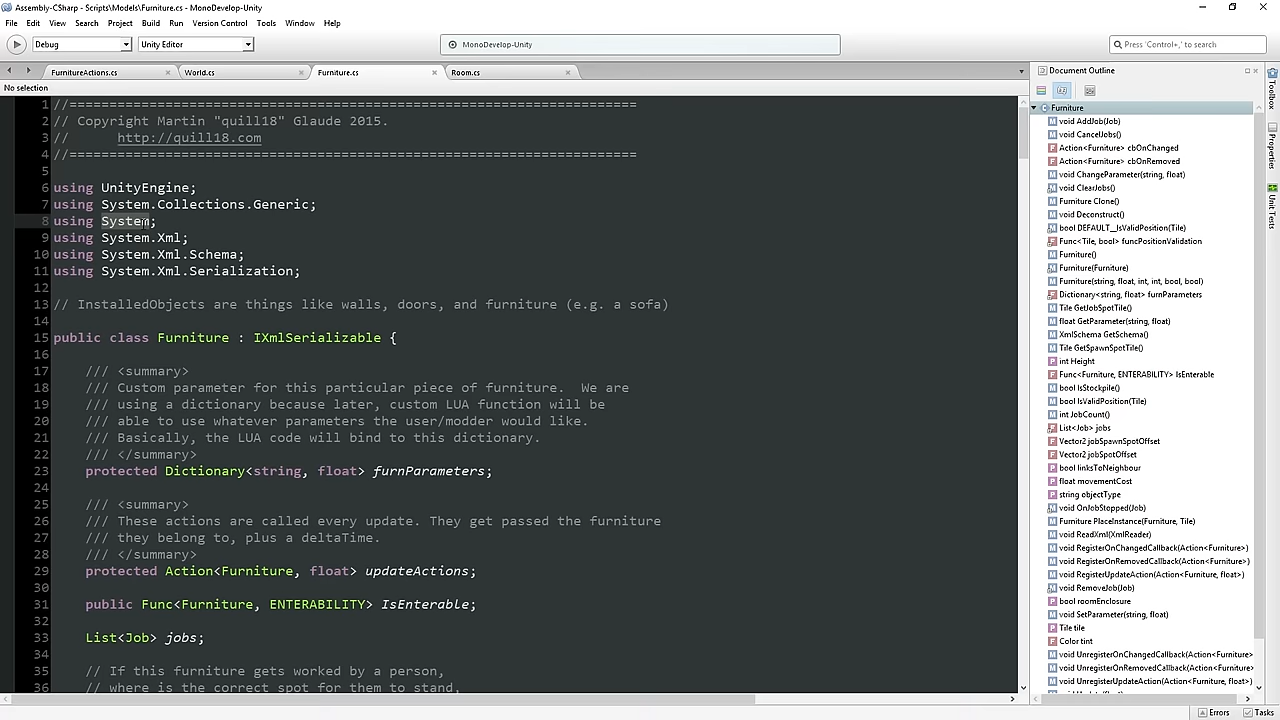 Assembly-CSharp - Scripts\Models\Furniture.cs - MonoDevelop-Unity
File Edit View Search Project Build Run Version Control Tools Window Help
Debug Unity Editor MonoDevelop-Unity Press 'Control+,' to search
FurnitureActions.cs World.cs Furniture.cs Room.cs
No selection
1 //======================================================================
2 // Copyright Martin "quill18" Glaude 2015.
3 //      http://quill18.com
4 //======================================================================
5
6 using UnityEngine;
7 using System.Collections.Generic;
8 using System;
9 using System.Xml;
10 using System.Xml.Schema;
11 using System.Xml.Serialization;
12
13 // InstalledObjects are things like walls, doors, and furniture (e.g. a sofa)
14
15 public class Furniture : IXmlSerializable {
16
17     /// <summary>
18     /// Custom parameter for this particular piece of furniture.  We are
19     /// using a dictionary because later, custom LUA function will be
20     /// able to use whatever parameters the user/modder would like.
21     /// Basically, the LUA code will bind to this dictionary.
22     /// </summary>
23     protected Dictionary<string, float> furnParameters;
24
25     /// <summary>
26     /// These actions are called every update. They get passed the furniture
27     /// they belong to, plus a deltaTime.
28     /// </summary>
29     protected Action<Furniture, float> updateActions;
30
31     public Func<Furniture, ENTERABILITY> IsEnterable;
32
33     List<Job> jobs;
34
35     // If this furniture gets worked by a person,
36     // where is the correct spot for them to stand,
Document Outline
Furniture
void AddJob(Job)
void CancelJobs()
Action<Furniture> cbOnChanged
Action<Furniture> cbOnRemoved
void ChangeParameter(string, float)
void ClearJobs()
Furniture Clone()
void Deconstruct()
bool DEFAULT__IsValidPosition(Tile)
Func<Tile, bool> funcPositionValidation
Furniture()
Furniture(Furniture)
Furniture(string, float, int, int, bool, bool)
Dictionary<string, float> furnParameters
Tile GetJobSpotTile()
float GetParameter(string, float)
XmlSchema GetSchema()
Tile GetSpawnSpotTile()
int Height
Func<Furniture, ENTERABILITY> IsEnterable
bool IsStockpile()
bool IsValidPosition(Tile)
int JobCount()
List<Job> jobs
Vector2 jobSpawnSpotOffset
Vector2 jobSpotOffset
bool linksToNeighbour
float movementCost
string objectType
void OnJobStopped(Job)
Furniture PlaceInstance(Furniture, Tile)
void ReadXml(XmlReader)
void RegisterOnChangedCallback(Action<Furniture>)
void RegisterOnRemovedCallback(Action<Furniture>)
void RegisterUpdateAction(Action<Furniture, float>)
void RemoveJob(Job)
bool roomEnclosure
void SetParameter(string, float)
Tile tile
Color tint
void UnregisterOnChangedCallback(Action<Furniture>
void UnregisterOnRemovedCallback(Action<Furniture>
void UnregisterUpdateAction(Action<Furniture, float>)
Toolbox
Properties
Unit Tests
Errors Tasks